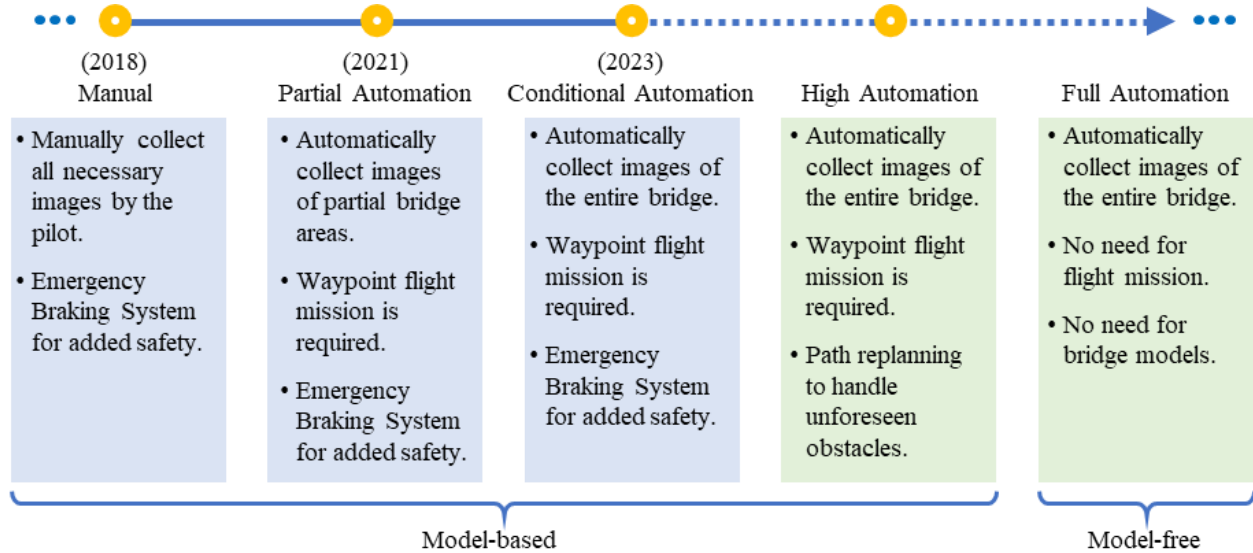 (2018)
Manual
• Manually collect
all necessary
images by the
pilot.
• Emergency
Braking System
for added safety.
(2021)
Partial Automation
• Automatically
collect images
of partial bridge
areas.
• Waypoint flight
mission is
required.
• Emergency
Braking System
for added safety.
(2023)
Conditional Automation
• Automatically
collect images of
the entire bridge.
• Waypoint flight
mission is
required.
• Emergency
Braking System
for added safety.
High Automation
• Automatically
collect images of
the entire bridge.
• Waypoint flight
mission is
required.
• Path replanning
to handle
unforeseen
obstacles.
Full Automation
• Automatically
collect images of
the entire bridge.
• No need for
flight mission.
• No need for
bridge models.
Model-based
Model-free